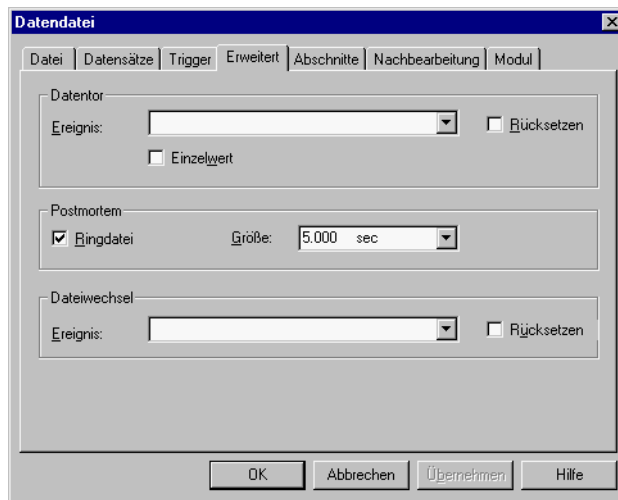 Datendatei
Datei Datensätze Trigger Erweitert Abschnitte Nachbearbeitung Modul
Datentor
Ereignis: Rücksetzen
Einzelwert
Postmortem
Ringdatei Größe: 5.000 sec
Dateiwechsel
Ereignis: Rücksetzen
OK Abbrechen Übernehmen Hilfe